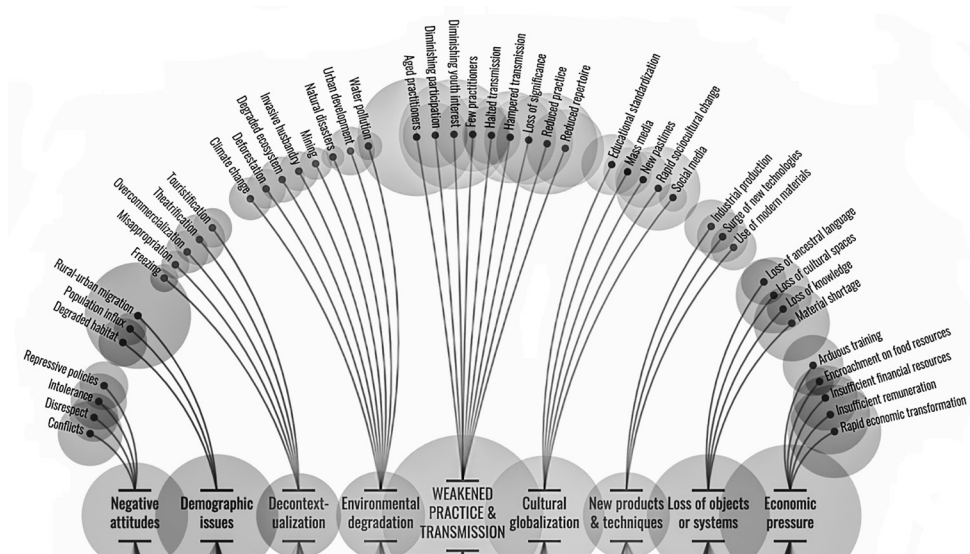 Repressive policies
Intolerance
Disrespect
Conflicts
Rural-urban migration
Population influx
Degraded habitat
Touristification
Theatrification
Overcommercialization
Misappropriation
Freezing
Climate change
Deforestation
Degraded ecosystem
Invasive husbandry
Mining
Natural disasters
Urban development
Water pollution
Aged practitioners
Diminishing participation
Diminishing youth interest
Few practitioners
Halted transmission
Hampered transmission
Loss of significance
Reduced practice
Reduced repertoire
Educational standardization
Mass media
New pastimes
Rapid sociocultural change
Social media
Industrial production
Surge of new technologies
Use of modern materials
Loss of ancestral language
Loss of cultural spaces
Loss of knowledge
Material shortage
Arduous training
Encroachment on food resources
Insufficient financial resources
Insufficient remuneration
Rapid economic transformation
Negative
attitudes
Demographic
issues
Decontext-
ualization
Environmental
degradation
WEAKENED
PRACTICE &
TRANSMISSION
Cultural
globalization
New products
& techniques
Loss of objects
or systems
Economic
pressure